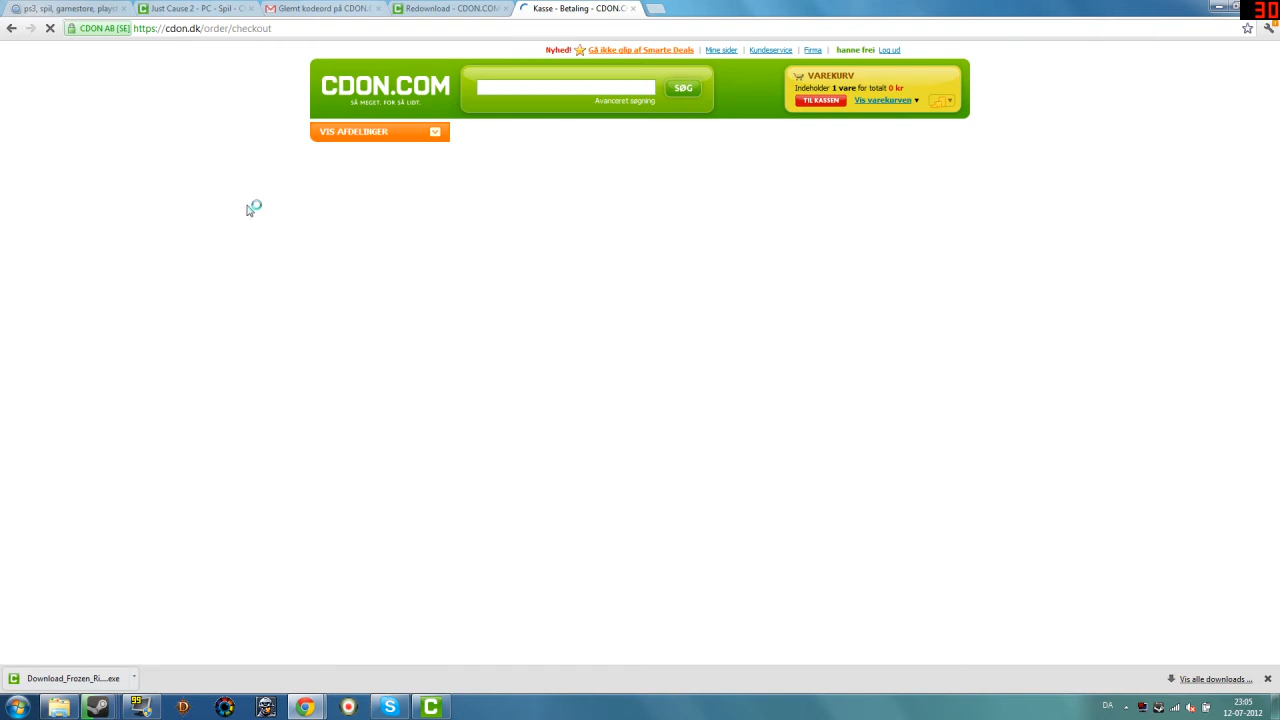 30
ps3, spil, gamestore, playst
Just Cause 2 - PC - Spil - C
Glemt kodeord på CDON.C
Redownload - CDON.COM
Kasse - Betaling - CDON.C
CDON AB [SE] https://cdon.dk/order/checkout
Nyhed! Gå ikke glip af Smarte Deals | Mine sider | Kundeservice | Firma | hanne frei Log ud
CDON.COM
SÅ MEGET. FOR SÅ LIDT.
SØG
Avanceret søgning
VAREKURV
Indeholder 1 vare for totalt 0 kr
TIL KASSEN Vis varekurven
VIS AFDELINGER
Download_Frozen_Ri....exe
Vis alle downloads ...
99
DA
23:05
12-07-2012